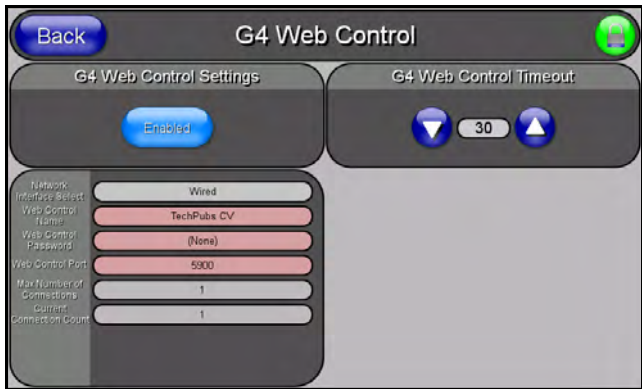 Back
G4 Web Control
G4 Web Control Settings
Enabled
G4 Web Control Timeout
30
Network
Interface Select
Wired
Web Control
Name
TechPubs CV
Web Control
Password
(None)
Web Control Port
5900
Max Number of
Connections
1
Current
Connection Count
1